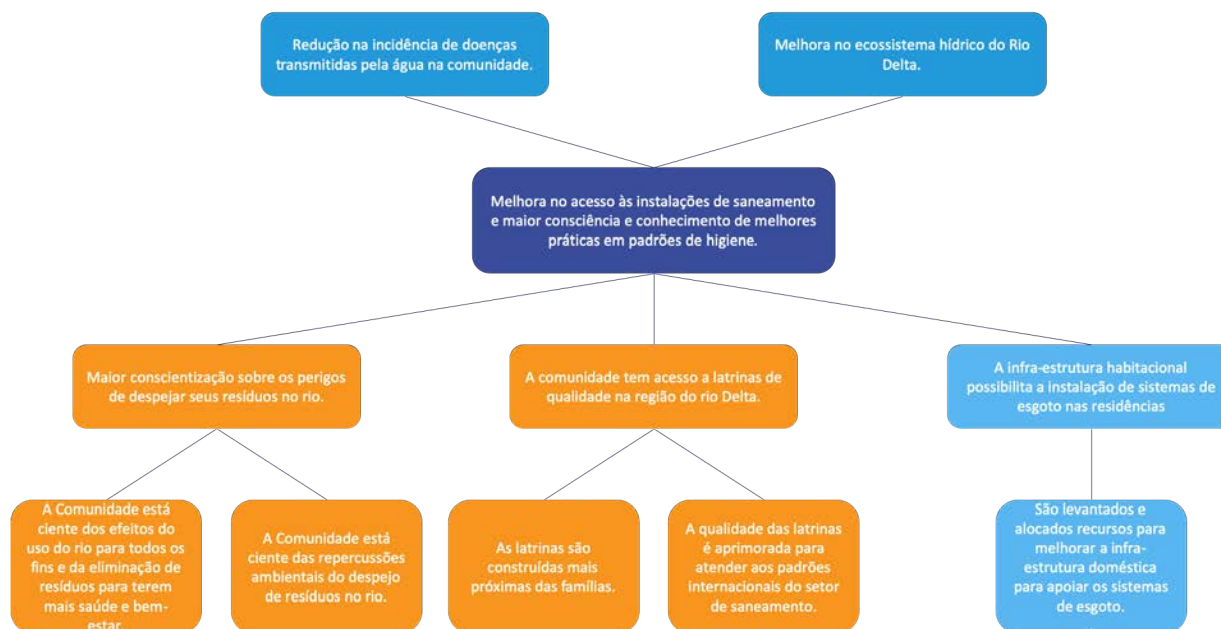 Redução na incidência de doenças
transmitidas pela água na comunidade.
Melhora no ecossistema hídrico do Rio
Delta.
Melhora no acesso às instalações de saneamento
e maior consciência e conhecimento de melhores
práticas em padrões de higiene.
Maior conscientização sobre os perigos
de despejar seus resíduos no rio.
A comunidade tem acesso a latrinas de
qualidade na região do rio Delta.
A infra-estrutura habitacional
possibilita a instalação de sistemas de
esgoto nas residências
A Comunidade está
ciente dos efeitos do
uso do rio para todos os
fins e da eliminação de
resíduos para terem
mais saúde e bem-
estar.
A Comunidade está
ciente das repercussões
ambientais do despejo
de resíduos no rio.
As latrinas são
construídas mais
próximas das famílias.
A qualidade das latrinas
é aprimorada para
atender aos padrões
internacionais do setor
de saneamento.
São levantados e
alocados recursos para
melhorar a infra-
estrutura doméstica
para apoiar os sistemas
de esgoto.